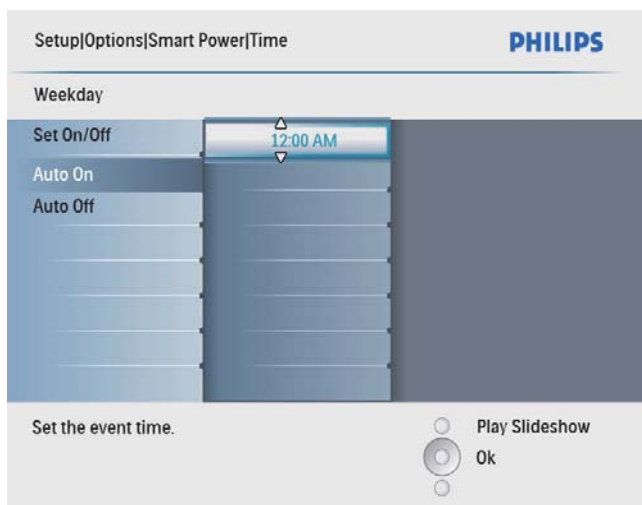 Setup|Options|Smart Power|Time
PHILIPS
Weekday
Set On/Off
12:00 AM
Auto On
Auto Off
Set the event time.
Play Slideshow
Ok